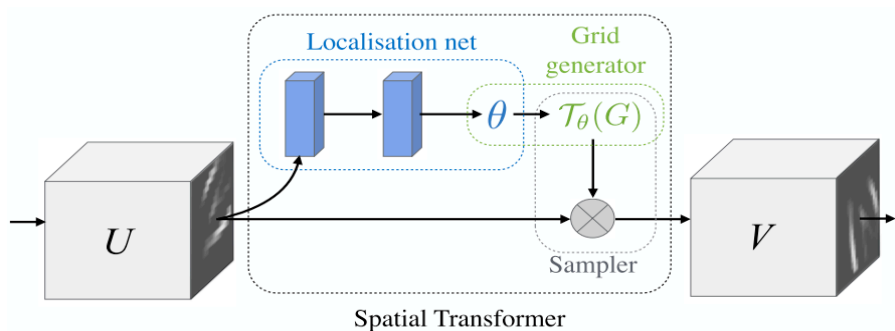 Localisation net
Grid
generator
θ
𝒯θ(G)
U
V
Sampler
Spatial Transformer